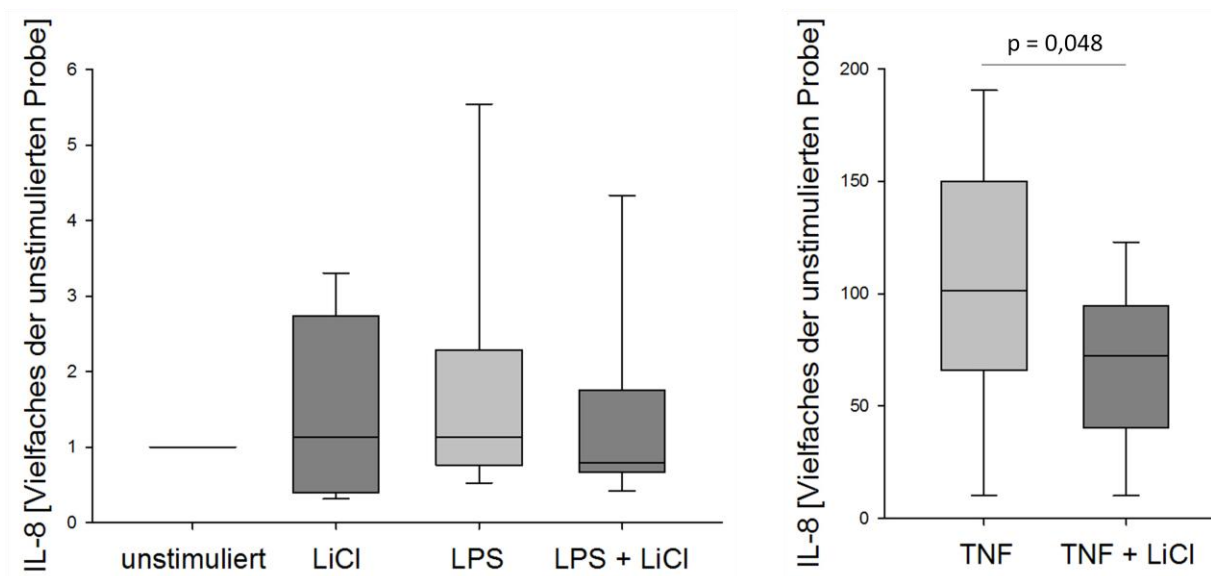 IL-8 [Vielfaches der unstimulierten Probe]
6
5
4
3
2
1
0
unstimuliert LiCl LPS LPS + LiCl
IL-8 [Vielfaches der unstimulierten Probe]
p = 0,048
200
150
100
50
0
TNF TNF + LiCl